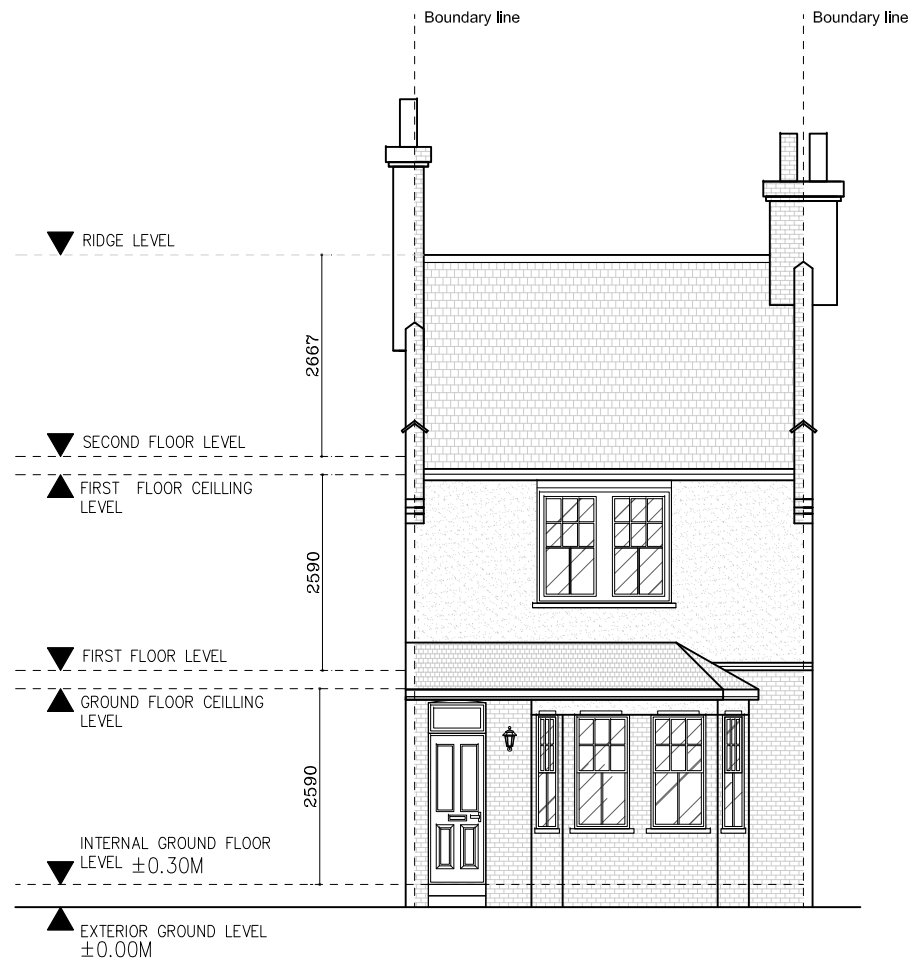 Boundary line
Boundary line
RIDGE LEVEL
2667
SECOND FLOOR LEVEL
FIRST FLOOR CEILLING
LEVEL
2590
FIRST FLOOR LEVEL
GROUND FLOOR CEILLING
LEVEL
2590
INTERNAL GROUND FLOOR
LEVEL ±0.30M
EXTERIOR GROUND LEVEL
±0.00M